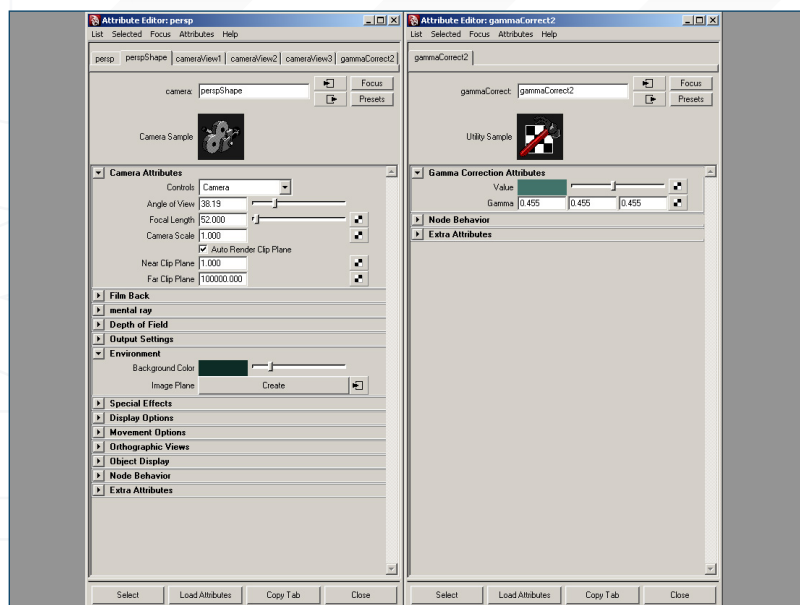 Attribute Editor: persp
List Selected Focus Attributes Help
persp perspShape cameraView1 cameraView2 cameraView3 gammaCorrect2
camera: perspShape
Focus
Presets
Camera Sample
Camera Attributes
Controls Camera
Angle of View 38.19
Focal Length 52.000
Camera Scale 1.000
Auto Render Clip Plane
Near Clip Plane 1.000
Far Clip Plane 100000.000
Film Back
mental ray
Depth of Field
Output Settings
Environment
Background Color
Image Plane Create
Special Effects
Display Options
Movement Options
Orthographic Views
Object Display
Node Behavior
Extra Attributes
Select Load Attributes Copy Tab Close
Attribute Editor: gammaCorrect2
List Selected Focus Attributes Help
gammaCorrect2
gammaCorrect: gammaCorrect2
Focus
Presets
Utility Sample
Gamma Correction Attributes
Value
Gamma 0.455 0.455 0.455
Node Behavior
Extra Attributes
Select Load Attributes Copy Tab Close